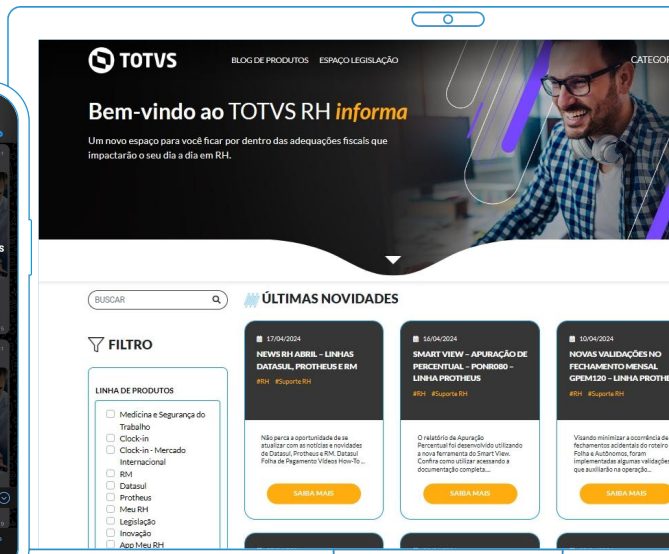 TOTVS
BLOG DE PRODUTOS ESPAÇO LEGISLAÇÃO
Bem-vindo ao TOTVS RH informa
Um novo espaço para você ficar por dentro das adequações fiscais que
impactarão o seu dia a dia em RH.
BUSCAR
ÚLTIMAS NOVIDADES
FILTRO
LINHA DE PRODUTOS
Medicina e Segurança do
Trabalho
Clock-in
Clock-in - Mercado
Internacional
RM
Datasul
Protheus
Meu RH
Legislação
Inovação
App Meu RH
17/04/2024
NEWS RH ABRIL – LINHAS
DATASUL, PROTHEUS E RM
#RH #Suporte RH
Não perca a oportunidade de se
atualizar com as notícias e novidades
de Datasul, Protheus e RM. Datasul
Folha de Pagamento Vídeos How-To ...
SAIBA MAIS
16/04/2024
SMART VIEW – APURAÇÃO DE
PERCENTUAL – PONR080 –
LINHA PROTHEUS
#RH #Suporte RH
O relatório de Apuração
Percentual foi desenvolvido utilizando
a nova ferramenta do Smart View.
Confira como utilizar acessando a
documentação completa....
SAIBA MAIS
10/04/2024
NOVAS VALIDAÇÕES NO
FECHAMENTO MENSAL
GPEM120 – LINHA PROTHE
#RH #Suporte RH
Visando minimizar a ocorrência de
fechamentos acidentais do roteiro
Folha e Autônomos, foram
implementadas algumas validações
que auxiliarão na operação...
SAIBA MAIS